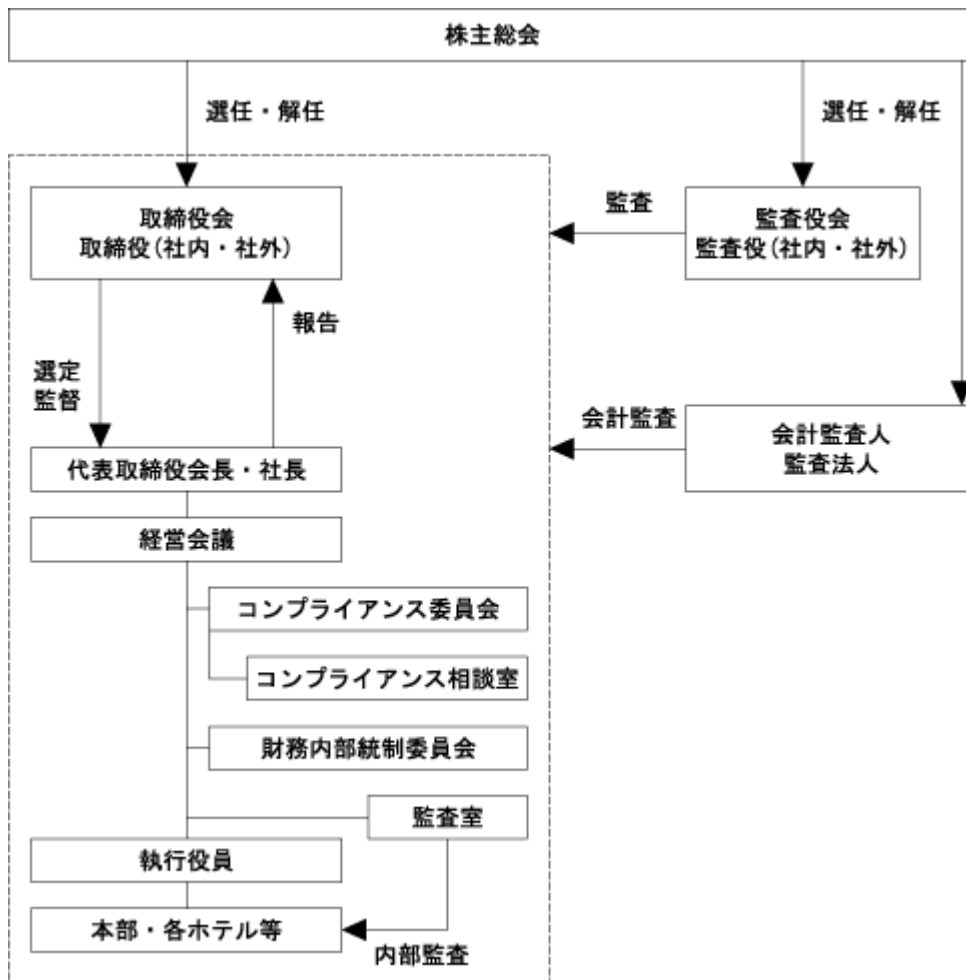 株主総会
選任・解任
選任・解任
取締役会
取締役(社内・社外)
監査
監査役会
監査役(社内・社外)
報告
選定
監督
会計監査
会計監査人
監査法人
代表取締役会長・社長
経営会議
コンプライアンス委員会
コンプライアンス相談室
財務内部統制委員会
監査室
執行役員
本部・各ホテル等
内部監査